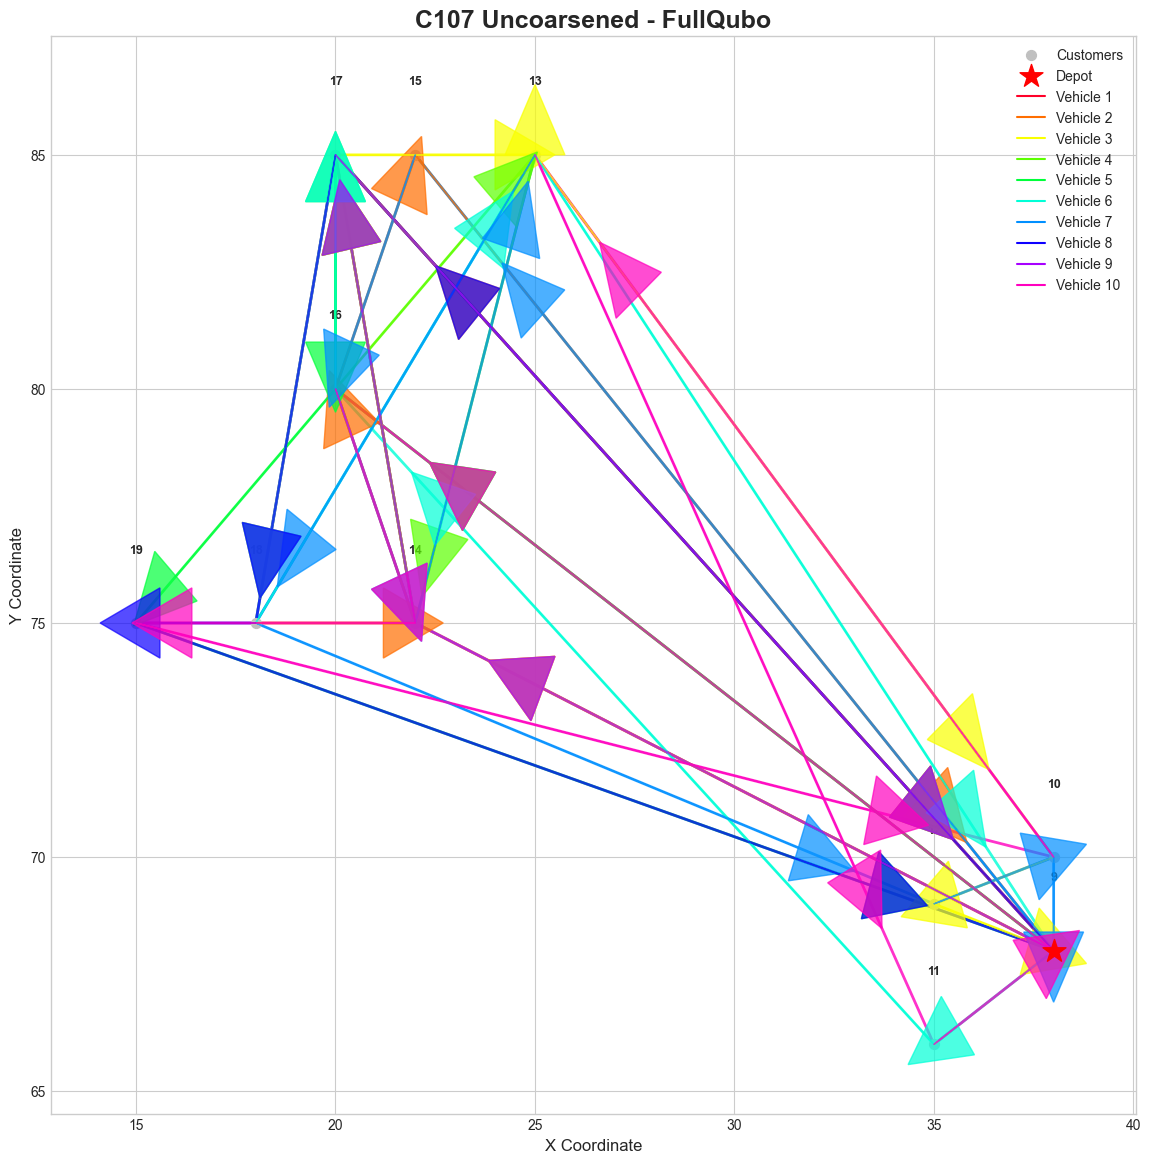 C107 Uncoarsened - FullQubo
17
15
13
Customers
Depot
Vehicle 1
Vehicle 2
Vehicle 3
Vehicle 4
Vehicle 5
Vehicle 6
Vehicle 7
Vehicle 8
Vehicle 9
Vehicle 10
85
16
80
19
14
75
10
70
9
11
65
15
20
25
30
35
40
X Coordinate
Y Coordinate